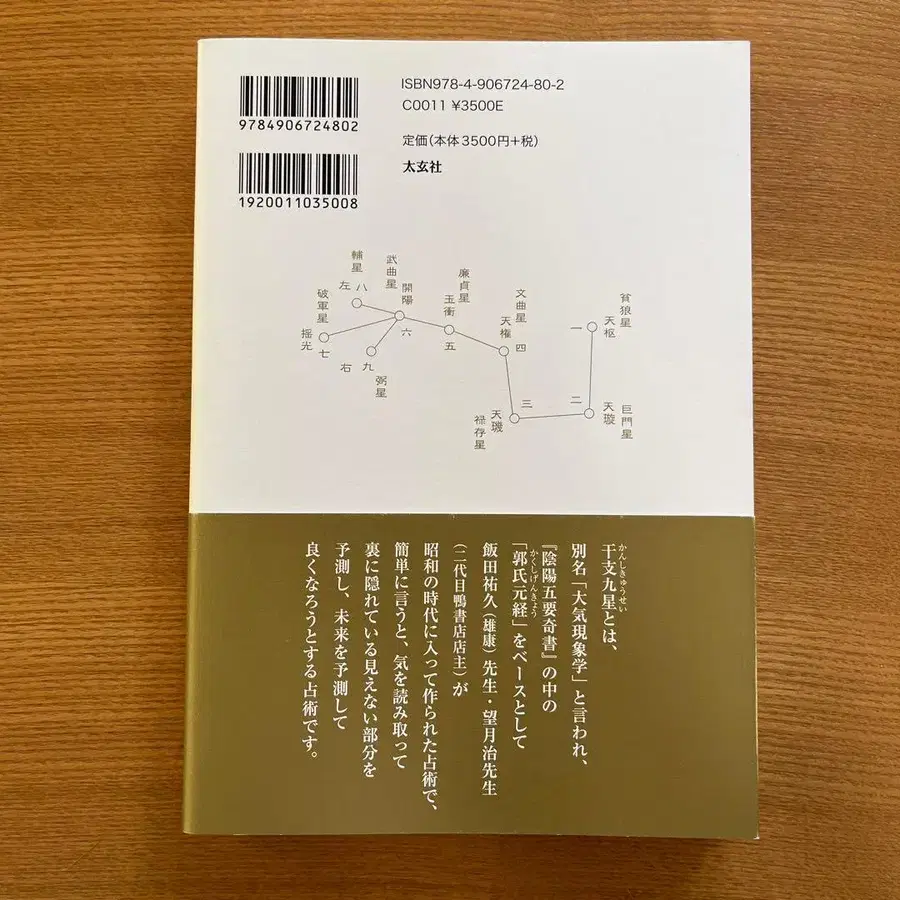 ISBN978-4-906724-80-2
C0011 ¥3500E
定価(本体3500円+税)
太玄社
9784906724802
1920011035008
輔星
左
八
武曲星
開陽
六
破軍星
揺光
七
右
九
弼星
廉貞星
玉衝
五
文曲星
天権
四
貧狼星
天枢
一
三
天璣
禄存星
二
天璇
巨門星
かんしきゅうせい
干支九星とは、
別名「大気現象学」と言われ、
『陰陽五要奇書』の中の
かくしげんきょう
「郭氏元経」をベースとして
飯田祐久(雄康)先生・望月治先生
(二代目鴨書店店主)が
昭和の時代に入って作られた占術で、
簡単に言うと、気を読み取って
裏に隠れている見えない部分を
予測し、未来を予測して
良くなろうとする占術です。